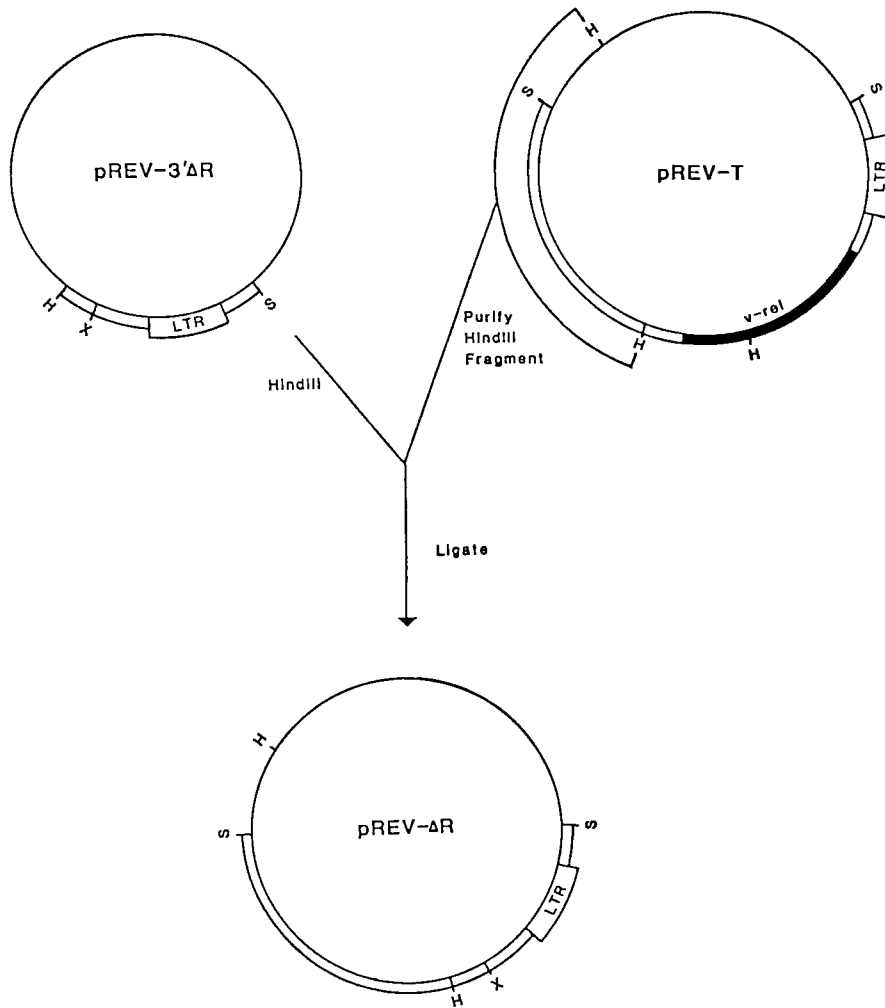 pREV-3'ΔR
H
X
LTR
S
pREV-T
H
S
S
LTR
v-rel
H
H
HindIII
Purify
HindIII
Fragment
Ligate
pREV-ΔR
H
S
S
LTR
X
H